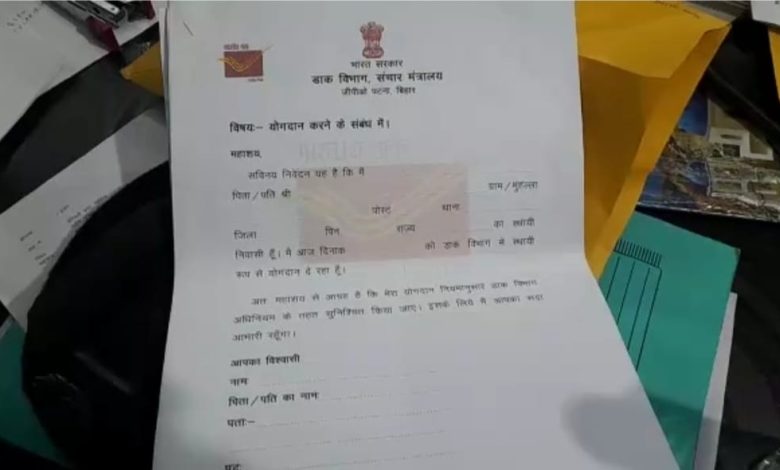 भारत सरकार
डाक विभाग, संचार मंत्रालय
जीपीओ पटना, बिहार
विषयः- योगदान करने के संबंध में।
महाशय,
सविनय निवेदन यह है कि मैं
पिता/पति श्री ग्राम/मुहल्ला
पोस्ट थाना
जिला पिन राज्य का स्थायी
निवासी हूँ। मैं आज दिनांक को डाक विभाग में स्थायी
रूप से योगदान दे रहा हूँ।
अतः महाशय से आग्रह है कि मेरा योगदान नियमानुसार डाक विभाग
अधिनियम के तहत सुनिश्चित किया जाए। इसके लिये मैं आपका सदा
आभारी रहूँगा।
आपका विश्वासी
नामः
पिता/पति का नामः
पताः-